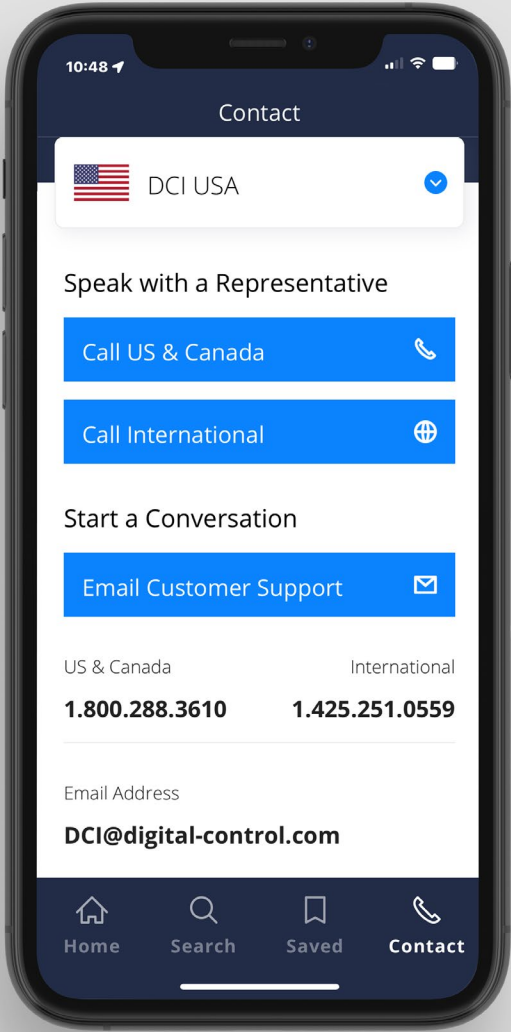 10:48
Contact
DCI USA
Speak with a Representative
Call US & Canada
Call International
Start a Conversation
Email Customer Support
US & Canada International
1.800.288.3610 1.425.251.0559
Email Address
DCI@digital-control.com
Home Search Saved Contact